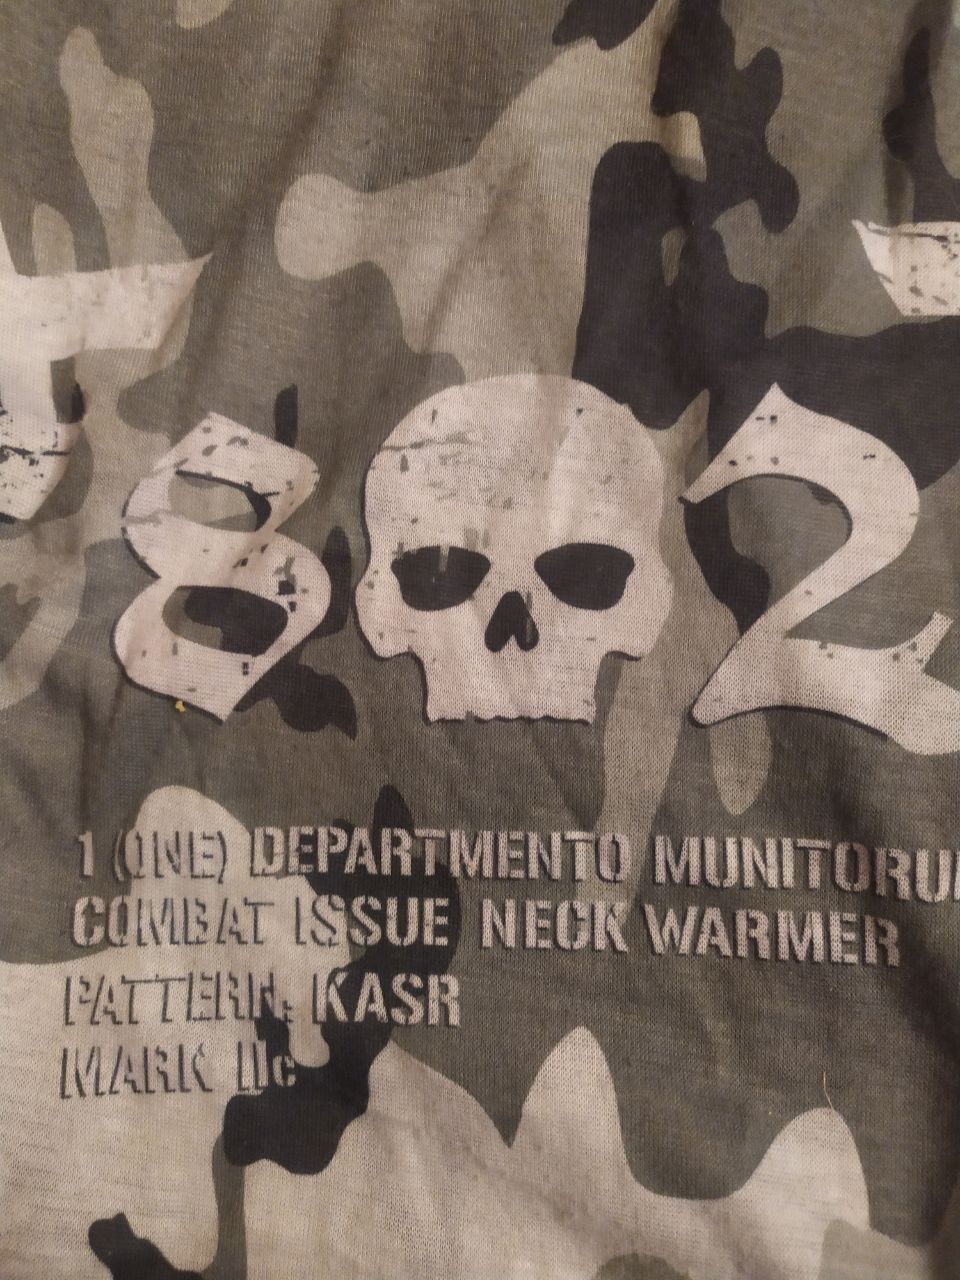 8 2
1 (ONE) DEPARTMENTO MUNITORU
COMBAT ISSUE NECK WARMER
PATTERN: KASR
MARK IIc